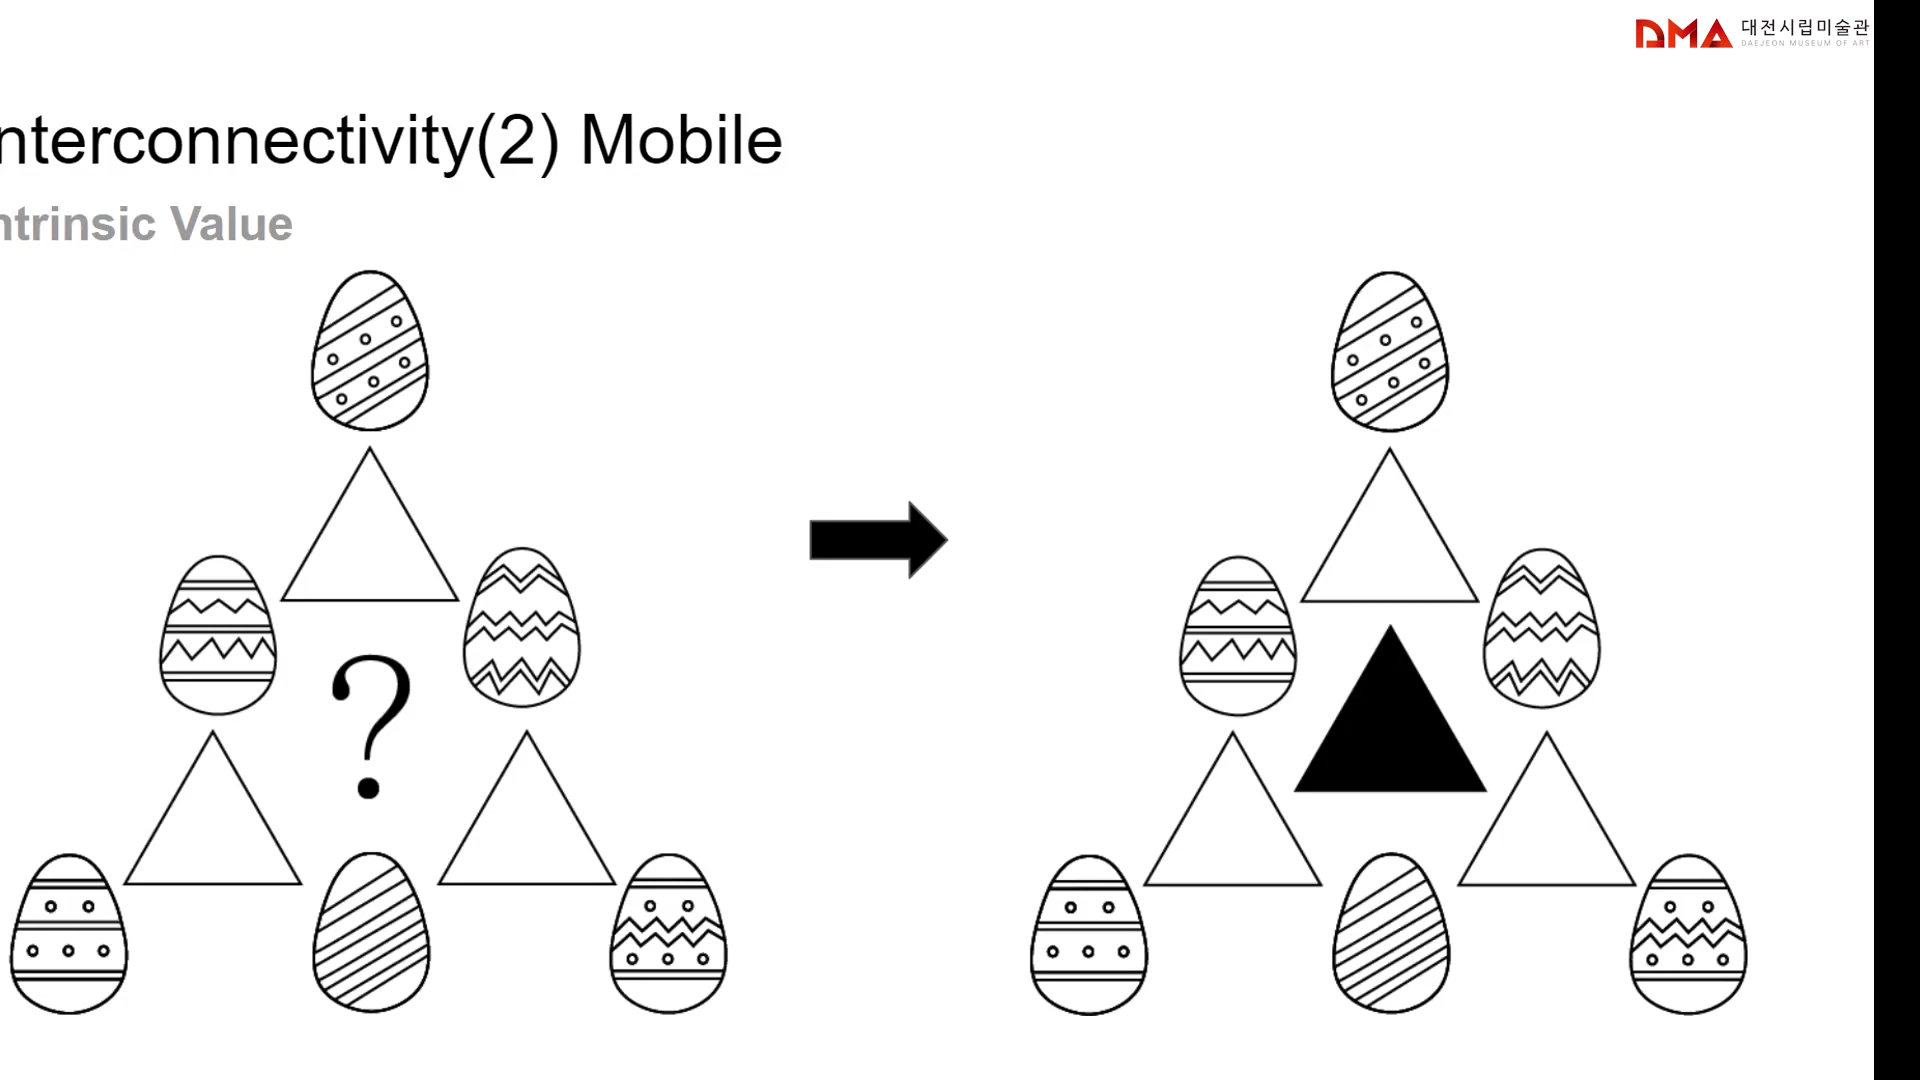 DMA 대전시립미술관
DAEJEON MUSEUM OF ART
nterconnectivity(2) Mobile
ntrinsic Value
?